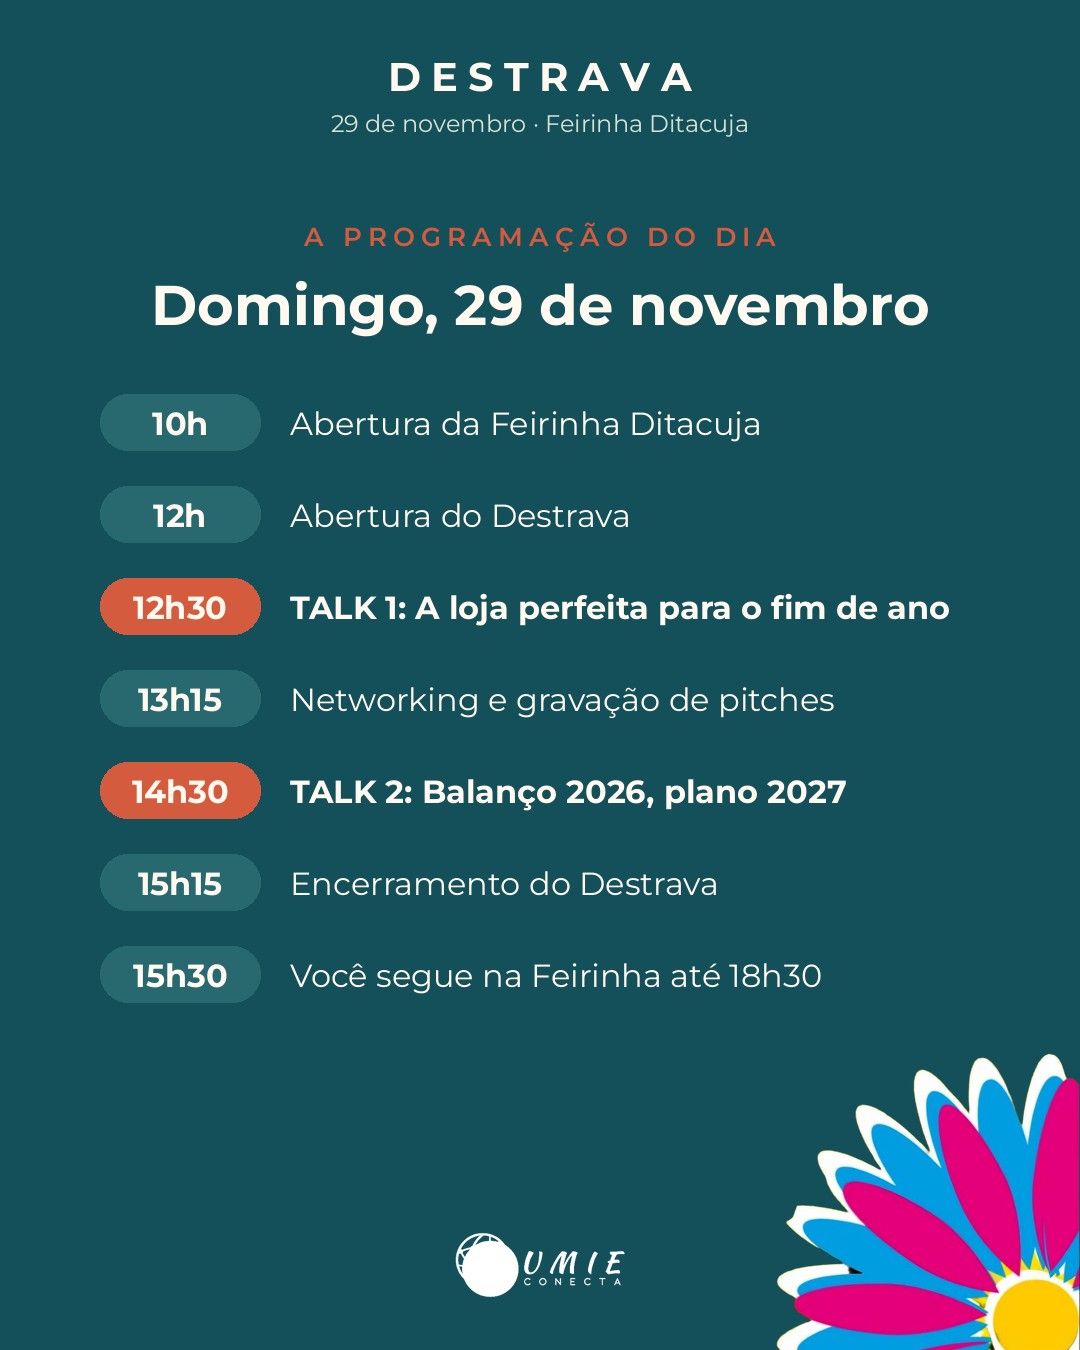 DESTRAVA
29 de novembro · Feirinha Ditacuja
A PROGRAMAÇÃO DO DIA
Domingo, 29 de novembro
10h Abertura da Feirinha Ditacuja
12h Abertura do Destrava
12h30 TALK 1: A loja perfeita para o fim de ano
13h15 Networking e gravação de pitches
14h30 TALK 2: Balanço 2026, plano 2027
15h15 Encerramento do Destrava
15h30 Você segue na Feirinha até 18h30
UMIE
CONECTA